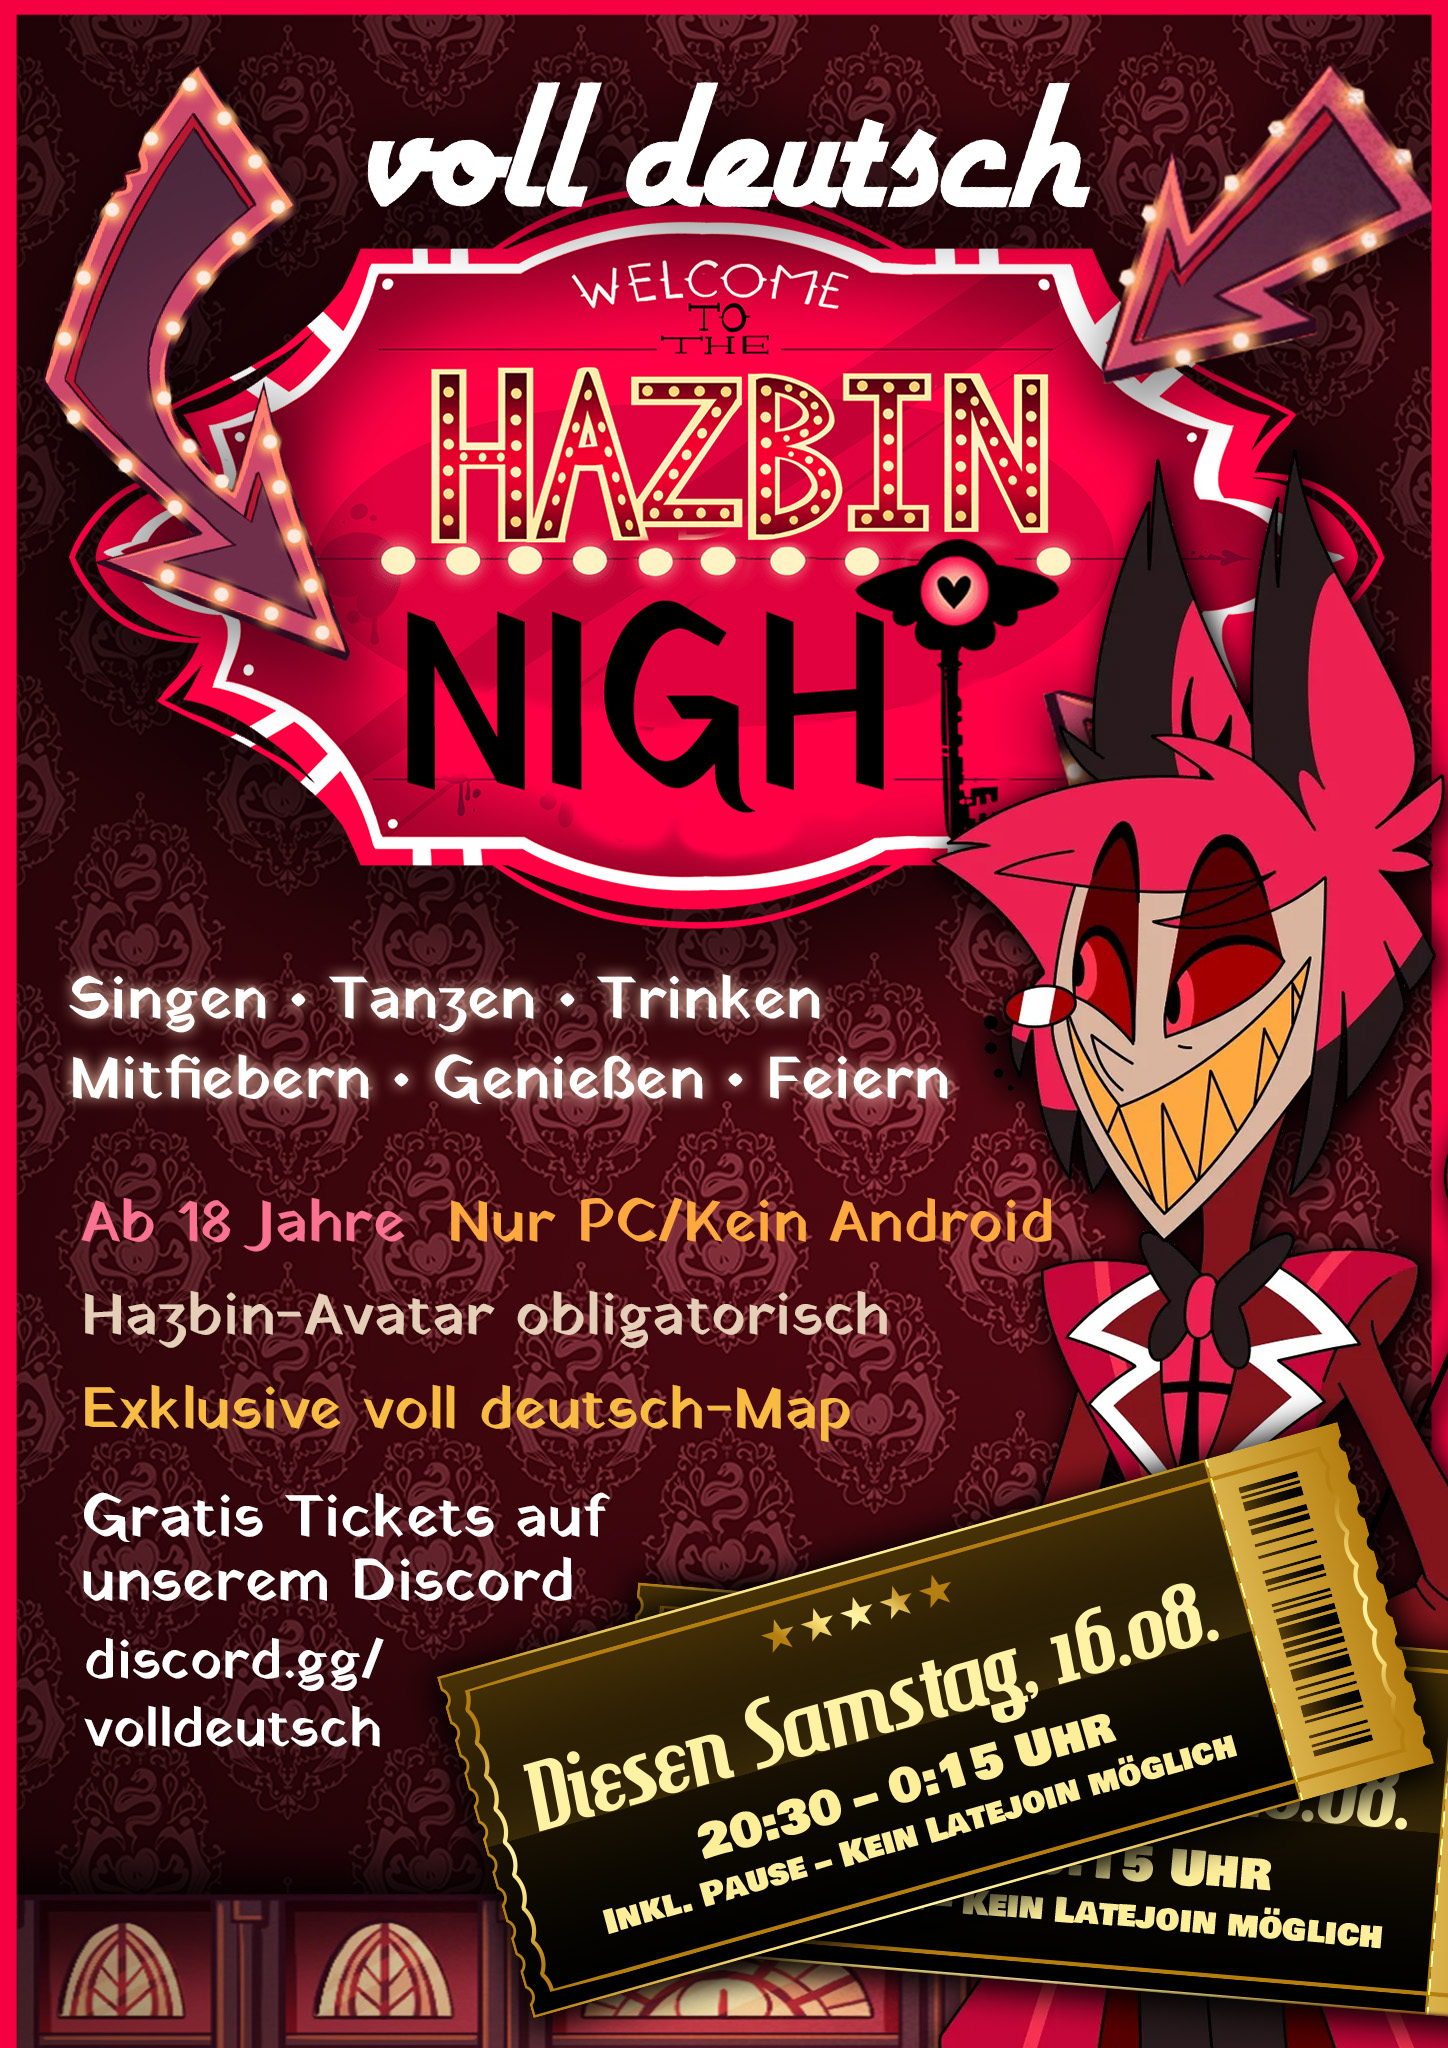 voll deutsch
WELCOME
TO
THE
HAZBIN
NIGHT
Singen • Tanzen • Trinken
Mitfiebern • Genießen • Feiern
Ab 18 Jahre Nur PC/Kein Android
Hazbin-Avatar obligatorisch
Exklusive voll deutsch-Map
Gratis Tickets auf
unserem Discord
discord.gg/
volldeutsch
Diesen Samstag, 16.08.
20:30 – 0:15 Uhr
Inkl. Pause – Kein Latejoin möglich
.08.
15 Uhr
– Kein Latejoin möglich